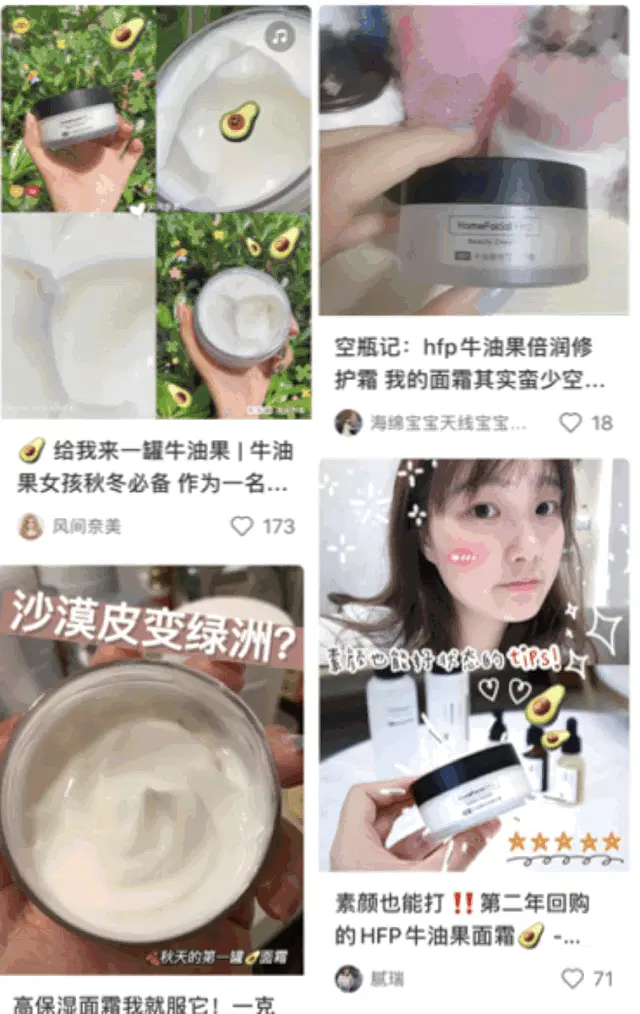 🥑 给我来一罐牛油果 | 牛油
果女孩秋冬必备 作为一名...
风间奈美
173
沙漠皮变绿洲?
秋天的第一罐🥑面霜
高保湿面霜我就服它！一克
HomeFacial
Beauty Cream
空瓶记：hfp牛油果倍润修
护霜 我的面霜其实蛮少空...
海绵宝宝天线宝宝...
18
素颜也能好状态的tips!
素颜也能打‼️第二年回购
的HFP牛油果面霜🥑 -...
腻瑞
71